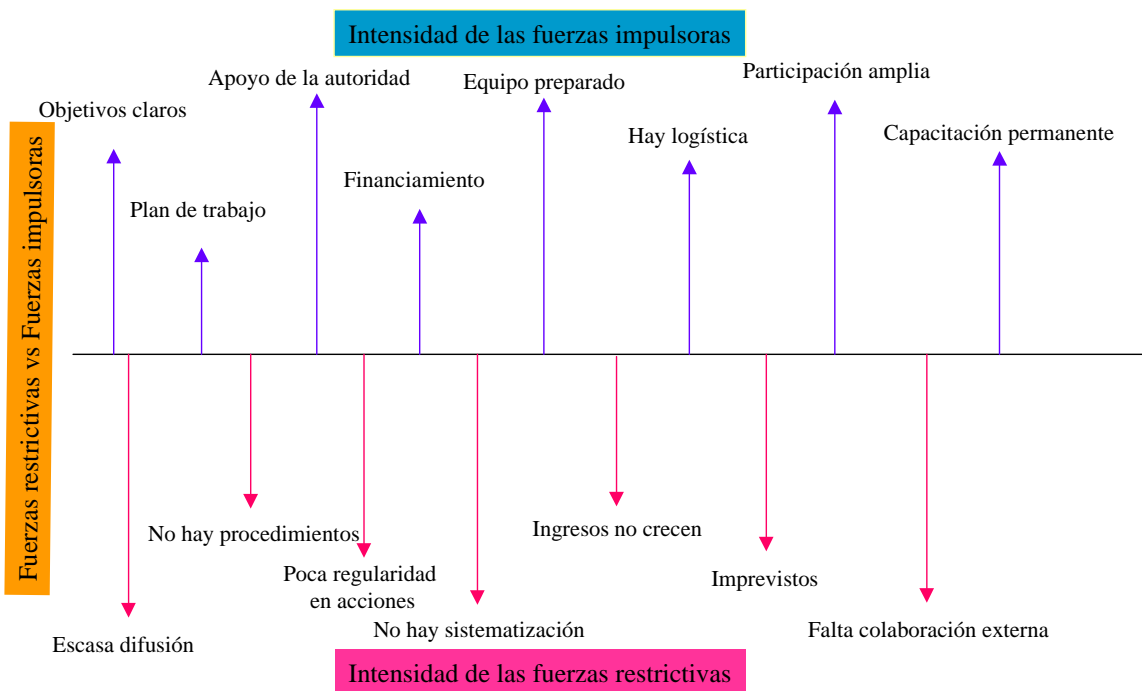 Intensidad de las fuerzas impulsoras
Apoyo de la autoridad
Equipo preparado
Participación amplia
Objetivos claros
Hay logística
Capacitación permanente
Financiamiento
Plan de trabajo
Fuerzas restrictivas vs Fuerzas impulsoras
No hay procedimientos
Ingresos no crecen
Poca regularidad
en acciones
Imprevistos
No hay sistematización
Falta colaboración externa
Escasa difusión
Intensidad de las fuerzas restrictivas